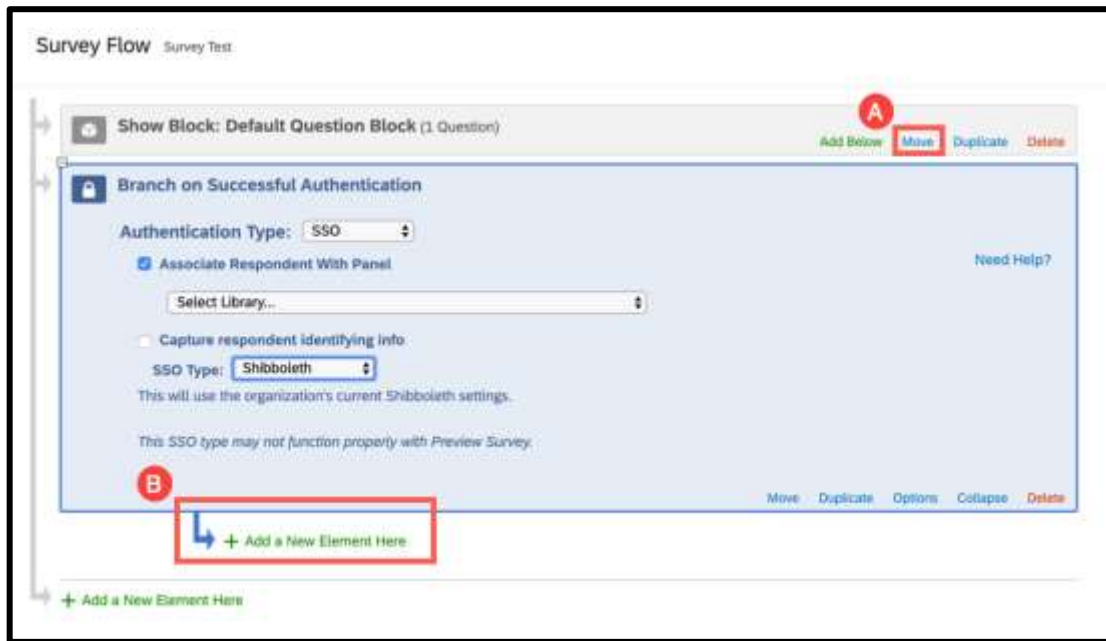 Survey Flow Survey Test
A
Show Block: Default Question Block (1 Question)
Add Below Move Duplicate Delete
Branch on Successful Authentication
Authentication Type: SSO
Associate Respondent With Panel
Need Help?
Select Library...
Capture respondent identifying info
SSO Type: Shibboleth
This will use the organization's current Shibboleth settings.
This SSO type may not function properly with Preview Survey.
B
Move Duplicate Options Collapse Delete
+ Add a New Element Here
+ Add a New Element Here